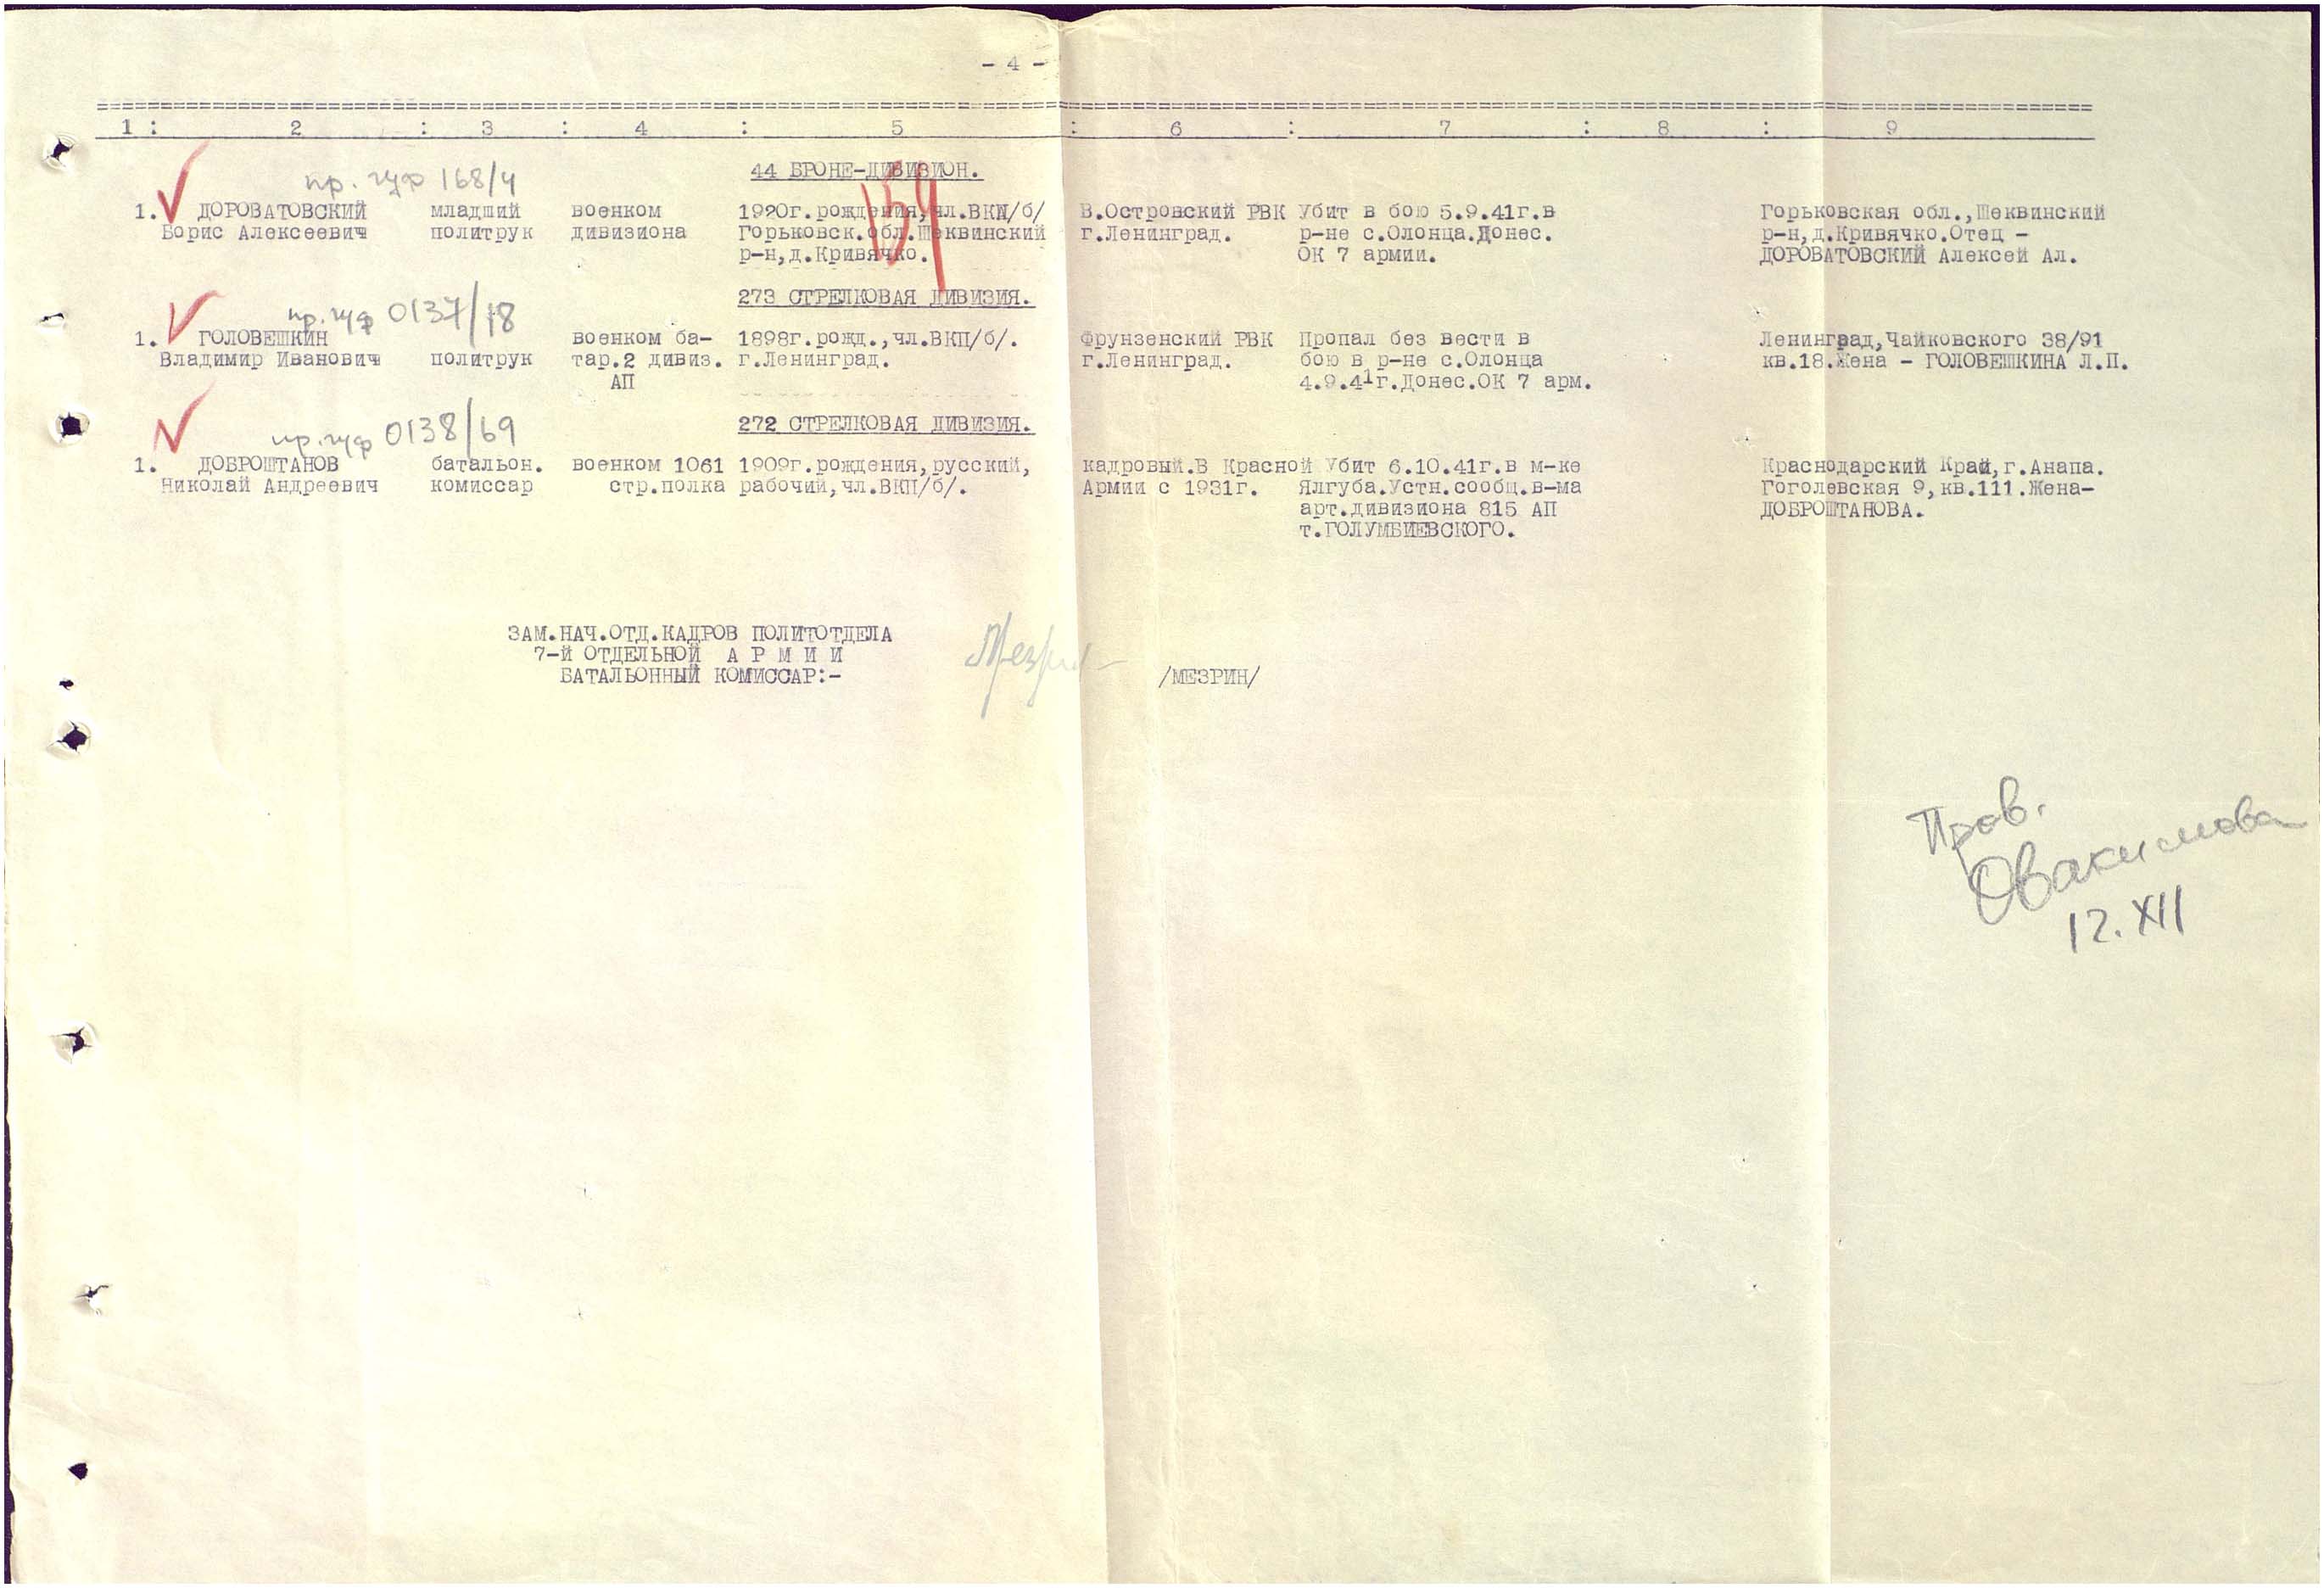 - 4 -
1 : 2 : 3 : 4 : 5 : 6 : 7 : 8 : 9
пр. гуф 168/4
44 БРОНЕ-ДИВИЗИОН.
159
1. ДОРОВАТОВСКИЙ младший военком 1920г.рождения,чл.ВКП/б/ В.Островский РВК Убит в бою 5.9.41г.в Горьковская обл.,Шеквинский
Борис Алексеевич политрук дивизиона Горьковск.обл.Шеквинский г.Ленинград. р-не с.Олонца.Донес. р-н,д.Кривячко.Отец -
р-н,д.Кривячко. ОК 7 армии. ДОРОВАТОВСКИЙ Алексей Ал.
пр. гуф 0137/18
273 СТРЕЛКОВАЯ ДИВИЗИЯ.
1. ГОЛОВЕШКИН военком ба- 1898г.рожд.,чл.ВКП/б/. Фрунзенский РВК Пропал без вести в Ленинград,Чайковского 38/91
Владимир Иванович политрук тар.2 дивиз. г.Ленинград. г.Ленинград. бою в р-не с.Олонца кв.18.Жена - ГОЛОВЕШКИНА Л.П.
АП 4.9.41г.Донес.ОК 7 арм.
пр. гуф 0138/69
272 СТРЕЛКОВАЯ ДИВИЗИЯ.
1. ДОБРОШТАНОВ батальон. военком 1061 1909г.рождения,русский, кадровый.В Красной Убит 6.10.41г.в м-ке Краснодарский Край,г.Анапа.
Николай Андреевич комиссар стр.полка рабочий,чл.ВКП/б/. Армии с 1931г. Ялгуба.Устн.сообщ.в-ма Гоголевская 9,кв.111.Жена-
арт.дивизиона 815 АП ДОБРОШТАНОВА.
т.ГОЛУМБИЕВСКОГО.
ЗАМ.НАЧ.ОТД.КАДРОВ ПОЛИТОТДЕЛА
7-й ОТДЕЛЬНОЙ А Р М И И
БАТАЛЬОННЫЙ КОМИССАР:- /МЕЗРИН/
Пров.
Овакимова
12.XII